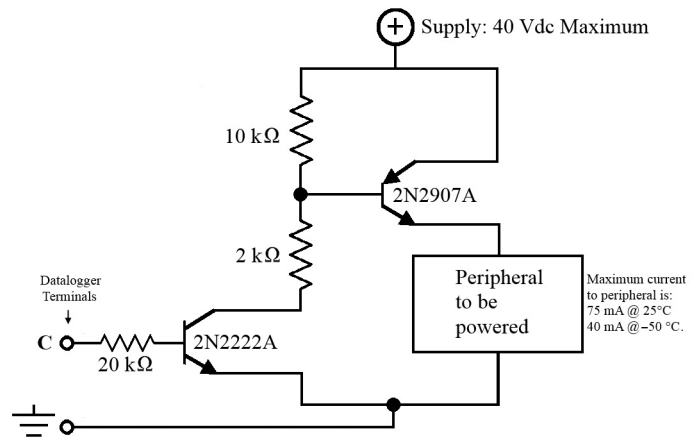 + Supply: 40 Vdc Maximum
10 kΩ
2N2907A
2 kΩ
Peripheral
to be
powered
Maximum current
to peripheral is:
75 mA @ 25°C
40 mA @–50 °C.
Datalogger
Terminals
C
20 kΩ
2N2222A